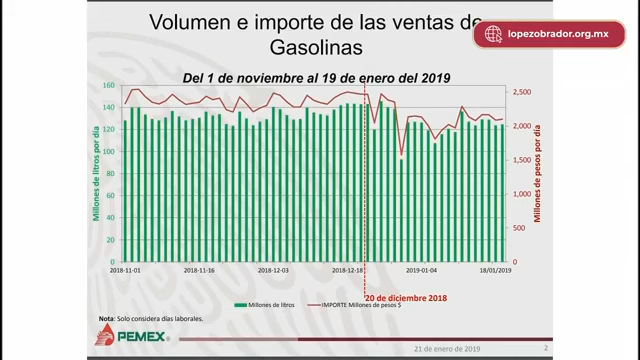 Volumen e importe de las ventas de
Gasolinas
lopezobrador.org.mx
Del 1 de noviembre al 19 de enero del 2019
160
140
120
100
80
60
40
20
0
Millones de litros por día
2,500
2,000
1,500
1,000
500
0
Millones de pesos por día
2018-11-01
2018-11-16
2018-12-03
2018-12-18
2019-01-04
18/01/2019
20 de diciembre 2018
Millones de litros
IMPORTE Millones de pesos $
Nota: Solo considera días laborales.
PEMEX
21 de enero de 2019
2